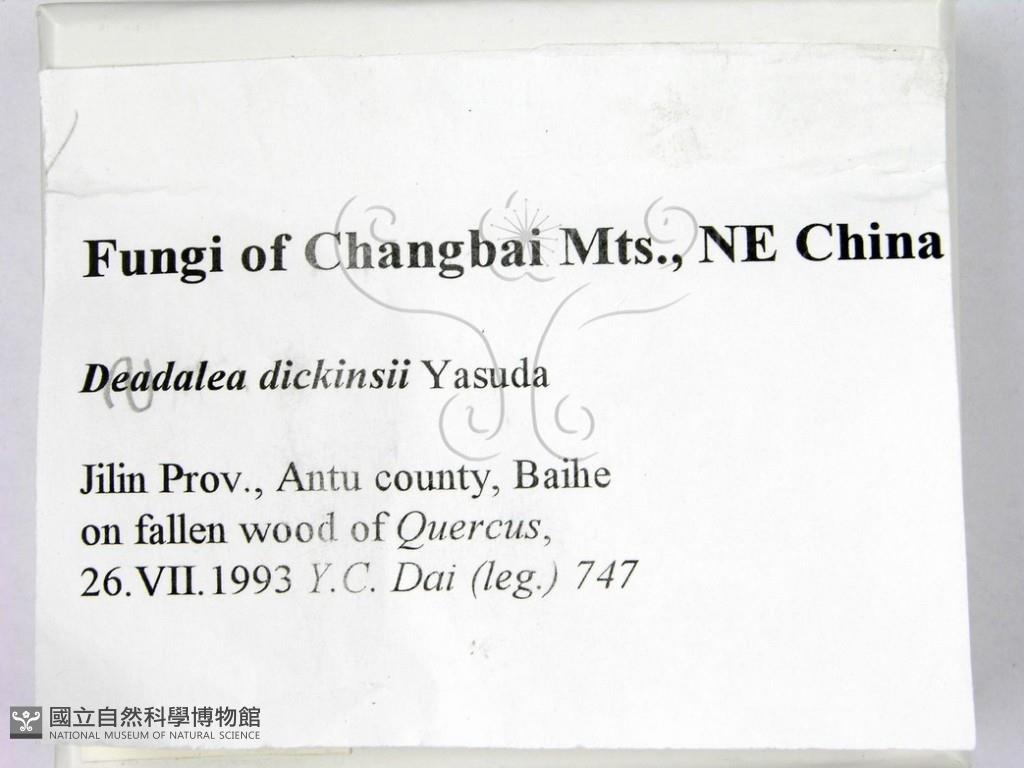 Fungi of Changbai Mts., NE China
Deadalea dickinsii Yasuda
Jilin Prov., Antu county, Baihe
on fallen wood of Quercus,
26.VII.1993 Y.C. Dai (leg.) 747
國立自然科學博物館
NATIONAL MUSEUM OF NATURAL SCIENCE